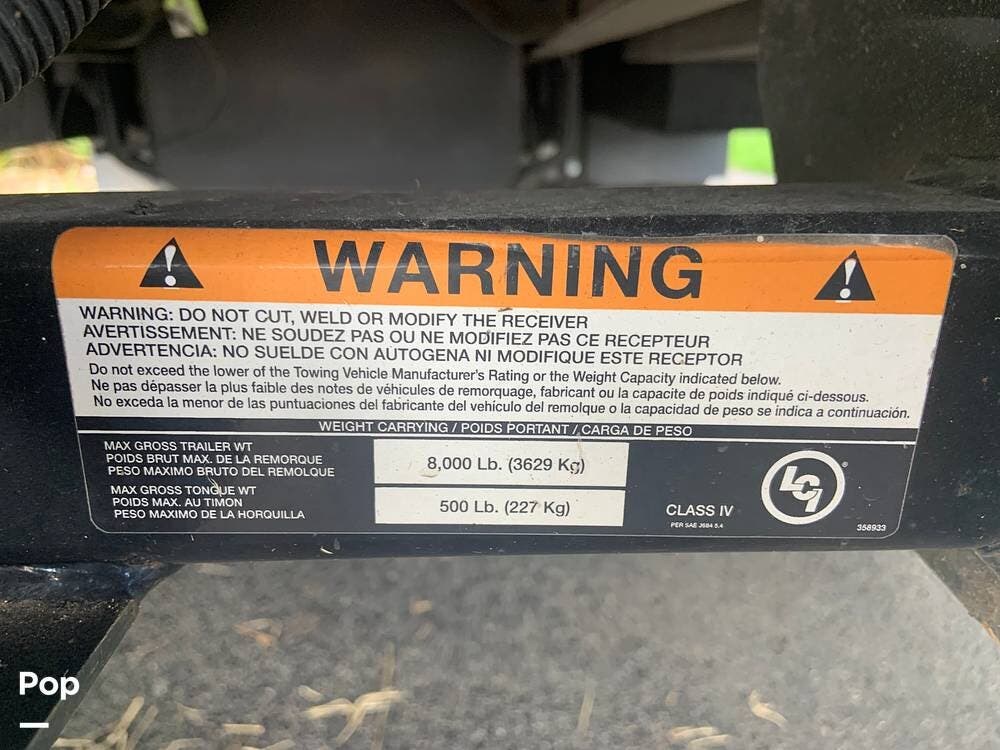 WARNING
WARNING: DO NOT CUT, WELD OR MODIFY THE RECEIVER
AVERTISSEMENT: NE SOUDEZ PAS OU NE MODIFIEZ PAS CE RECEPTEUR
ADVERTENCIA: NO SUELDE CON AUTOGENA NI MODIFIQUE ESTE RECEPTOR
Do not exceed the lower of the Towing Vehicle Manufacturer's Rating or the Weight Capacity indicated below.
Ne pas dépasser la plus faible des notes de véhicules de remorquage, fabricant ou la capacite de poids indiqué ci-dessous.
No exceda la menor de las puntuaciones del fabricante del vehículo del remolque o la capacidad de peso se indica a continuación.
WEIGHT CARRYING / POIDS PORTANT / CARGA DE PESO
MAX GROSS TRAILER WT
POIDS BRUT MAX. DE LA REMORQUE
PESO MAXIMO BRUTO DEL REMOLQUE
8,000 Lb. (3629 Kg)
MAX GROSS TONGUE WT
POIDS MAX. AU TIMON
PESO MAXIMO DE LA HORQUILLA
500 Lb. (227 Kg)
CLASS IV
PER SAE J684 5.4
LCI
®
358933
Pop